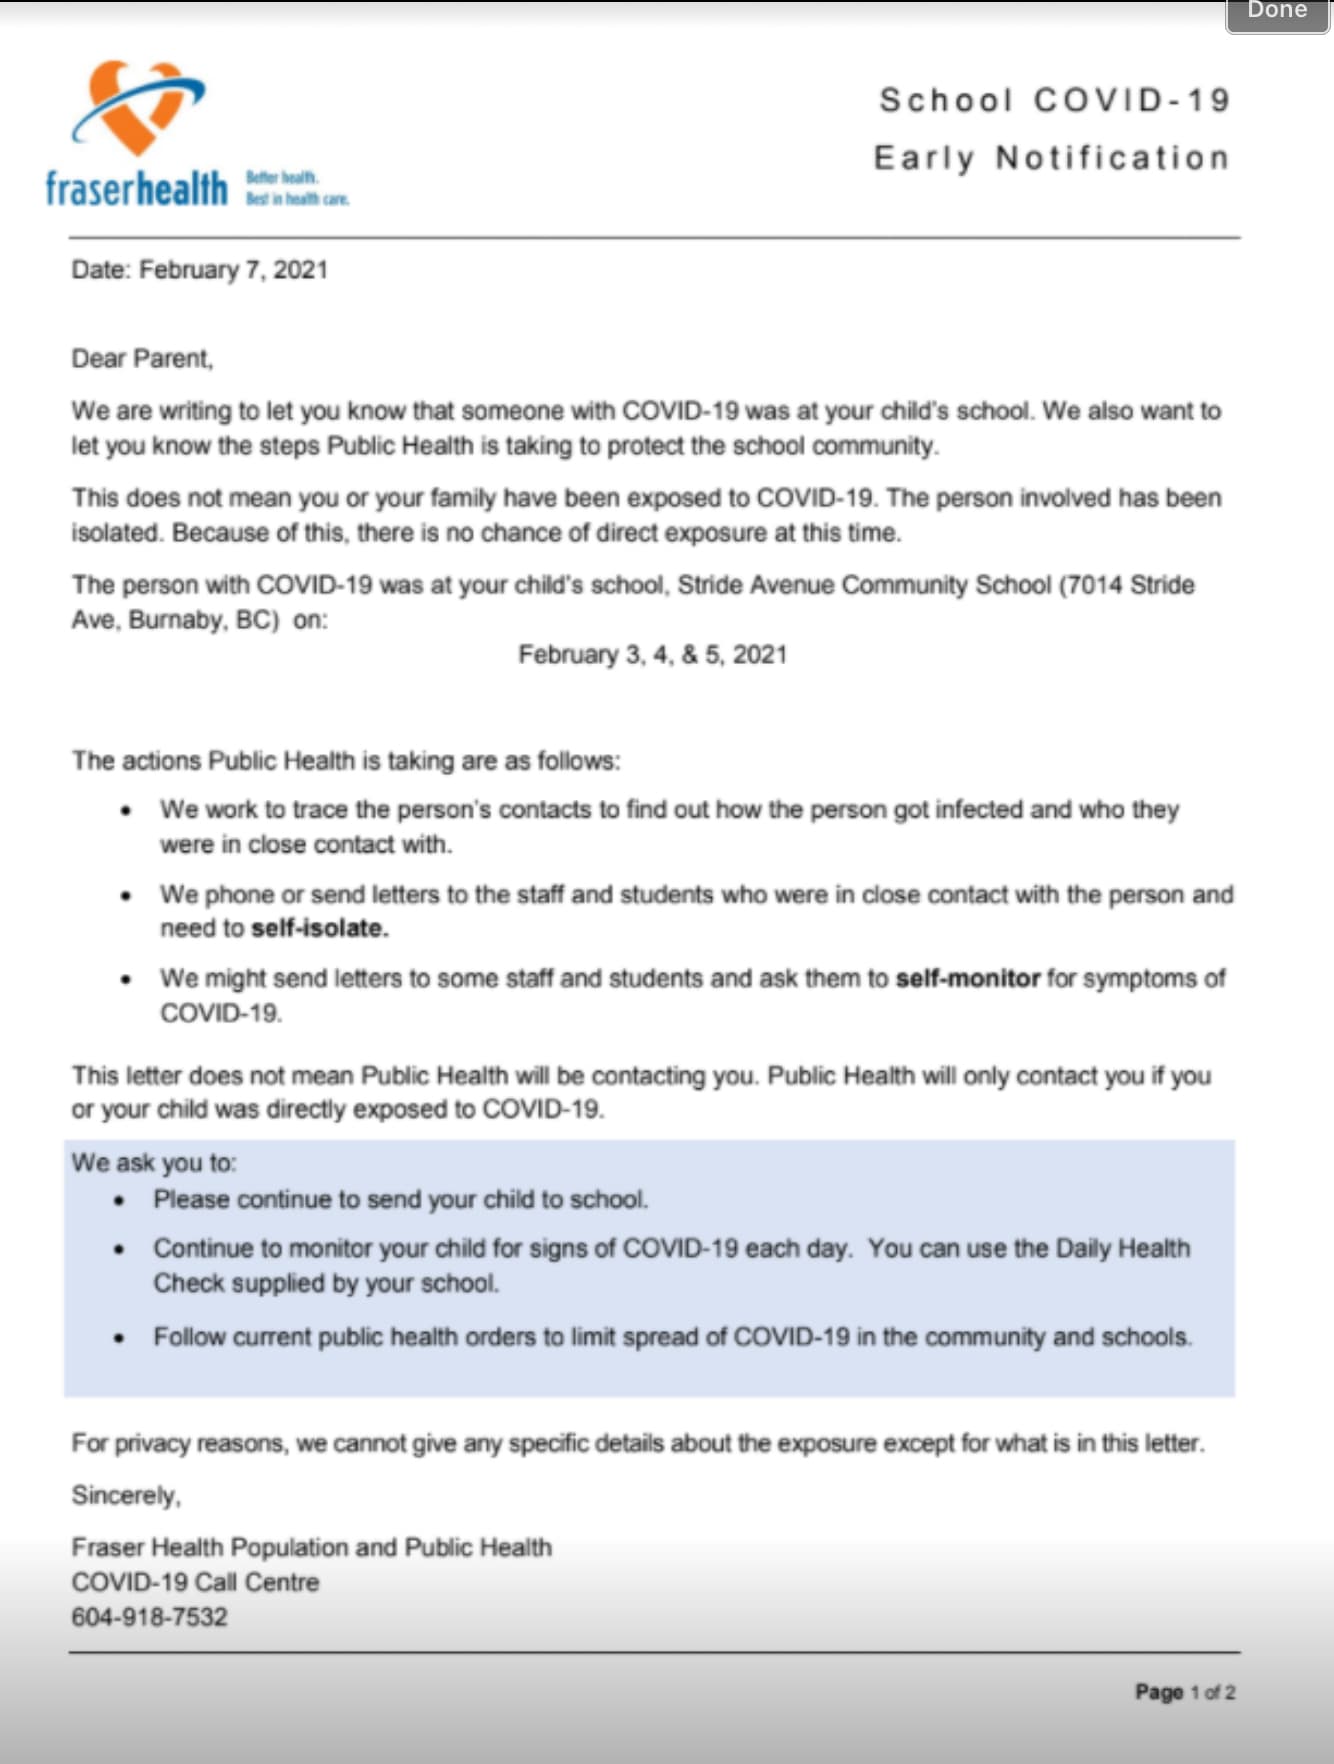 Done
fraserhealth
Better health.
Best in health care.
School COVID-19
Early Notification
Date: February 7, 2021
Dear Parent,
We are writing to let you know that someone with COVID-19 was at your child's school. We also want to
let you know the steps Public Health is taking to protect the school community.
This does not mean you or your family have been exposed to COVID-19. The person involved has been
isolated. Because of this, there is no chance of direct exposure at this time.
The person with COVID-19 was at your child's school, Stride Avenue Community School (7014 Stride
Ave, Burnaby, BC) on:
February 3, 4, & 5, 2021
The actions Public Health is taking are as follows:
• We work to trace the person's contacts to find out how the person got infected and who they
were in close contact with.
• We phone or send letters to the staff and students who were in close contact with the person and
need to self-isolate.
• We might send letters to some staff and students and ask them to self-monitor for symptoms of
COVID-19.
This letter does not mean Public Health will be contacting you. Public Health will only contact you if you
or your child was directly exposed to COVID-19.
We ask you to:
• Please continue to send your child to school.
• Continue to monitor your child for signs of COVID-19 each day. You can use the Daily Health
Check supplied by your school.
• Follow current public health orders to limit spread of COVID-19 in the community and schools.
For privacy reasons, we cannot give any specific details about the exposure except for what is in this letter.
Sincerely,
Fraser Health Population and Public Health
COVID-19 Call Centre
604-918-7532
Page 1 of 2